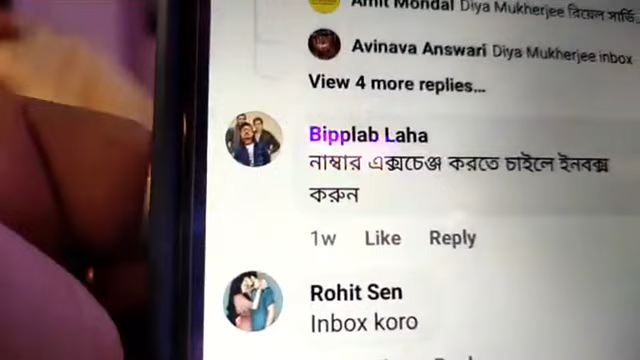 Amit Mondal Diya Mukherjee রিয়েল সার্ভি..
Avinava Answari Diya Mukherjee inbox
View 4 more replies...
Bipplab Laha
নাম্বার এক্সচেঞ্জ করতে চাইলে ইনবক্স
করুন
1w Like Reply
Rohit Sen
Inbox koro